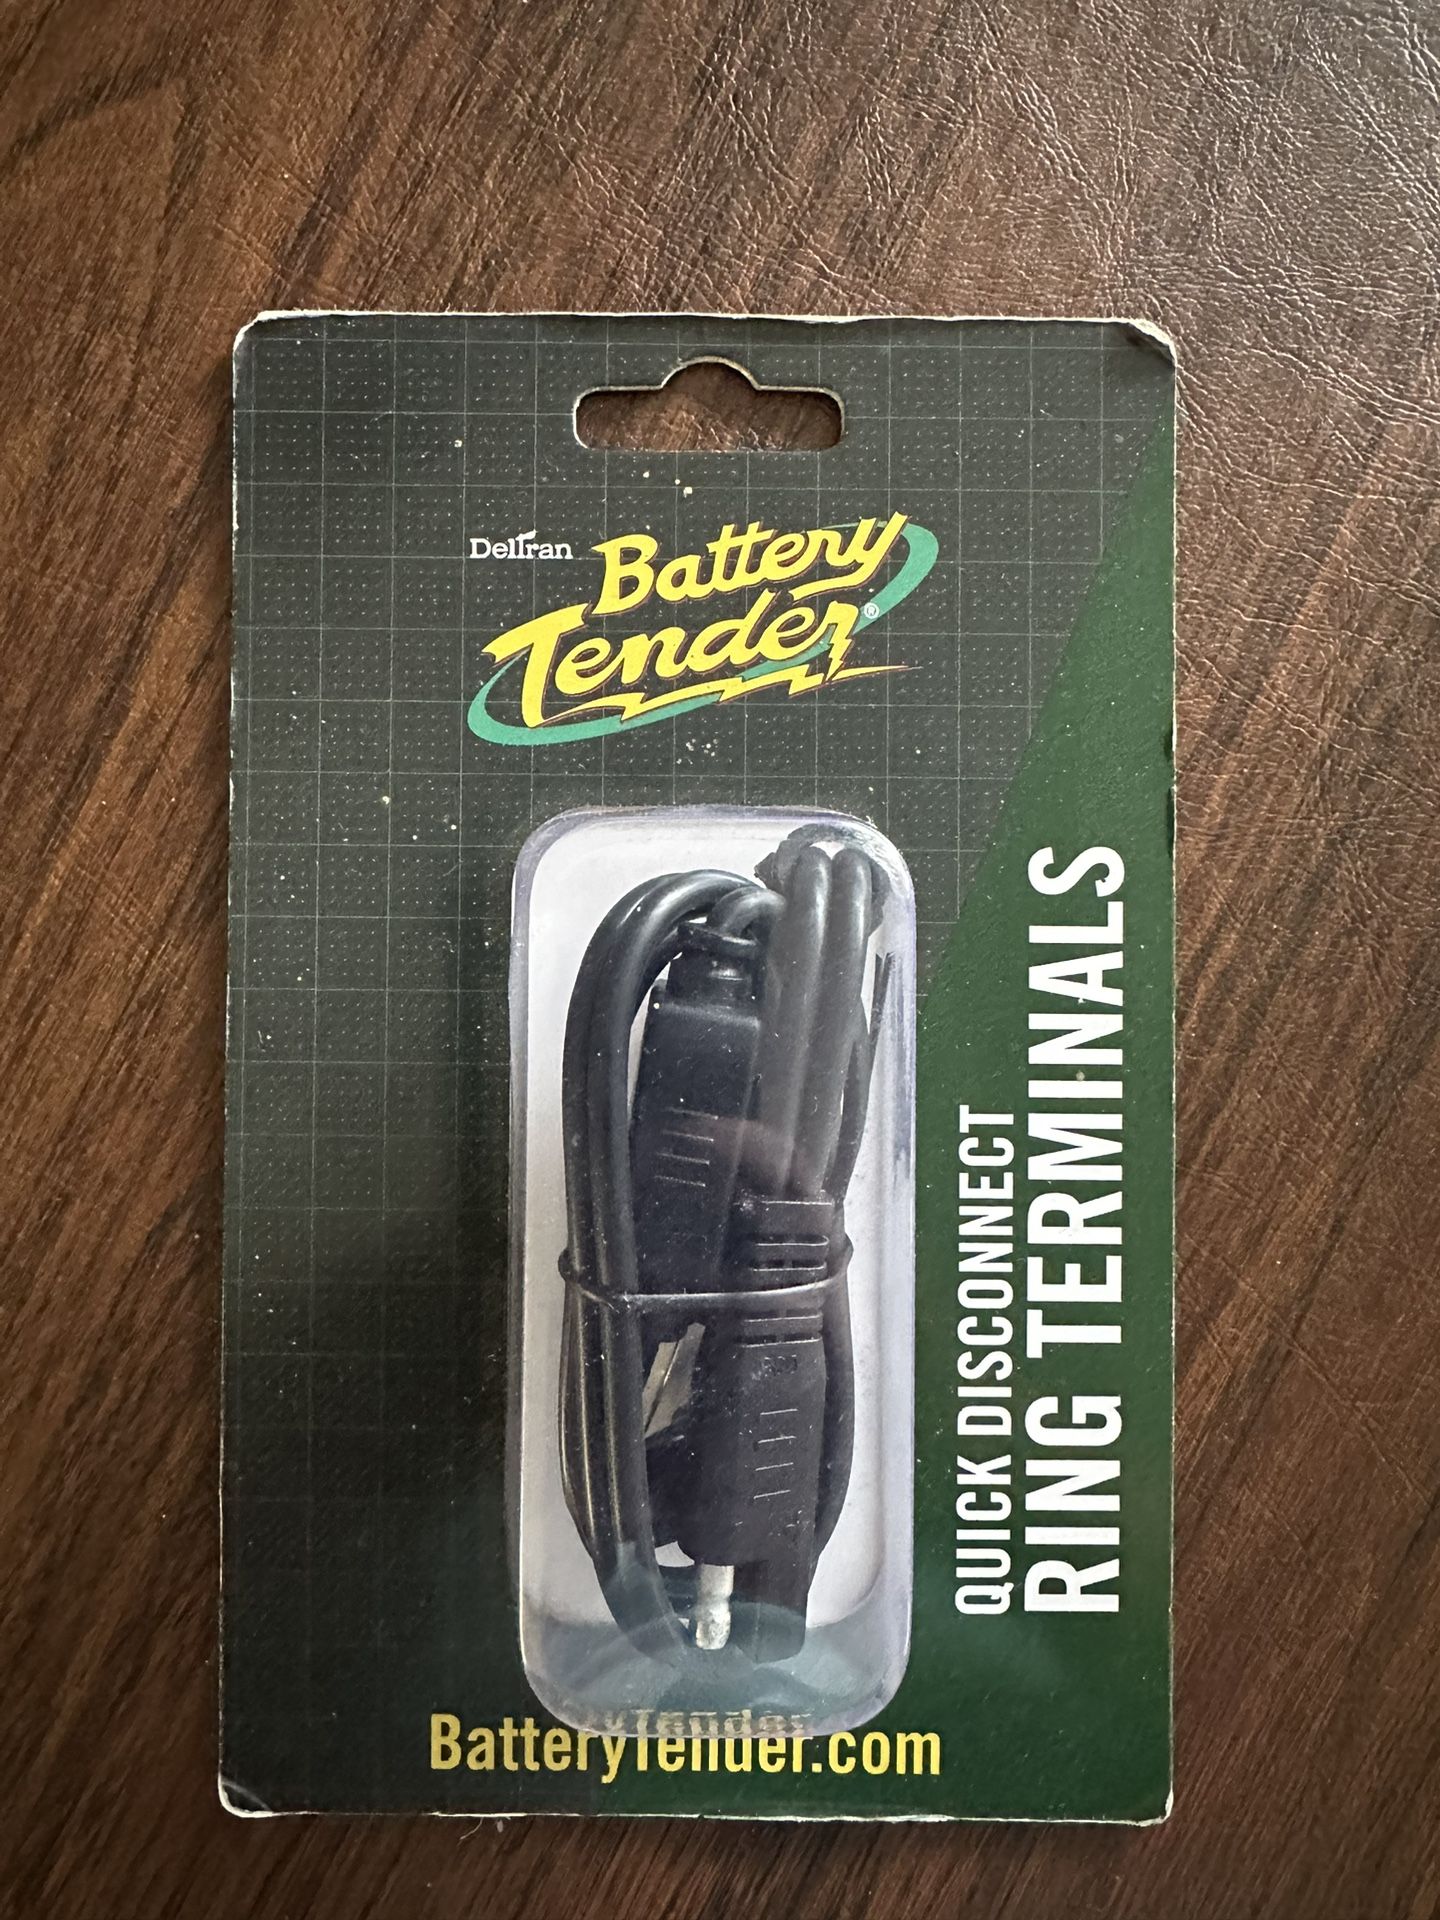 Deltran
Battery
Tender®
QUICK DISCONNECT
RING TERMINALS
BatteryTender.com